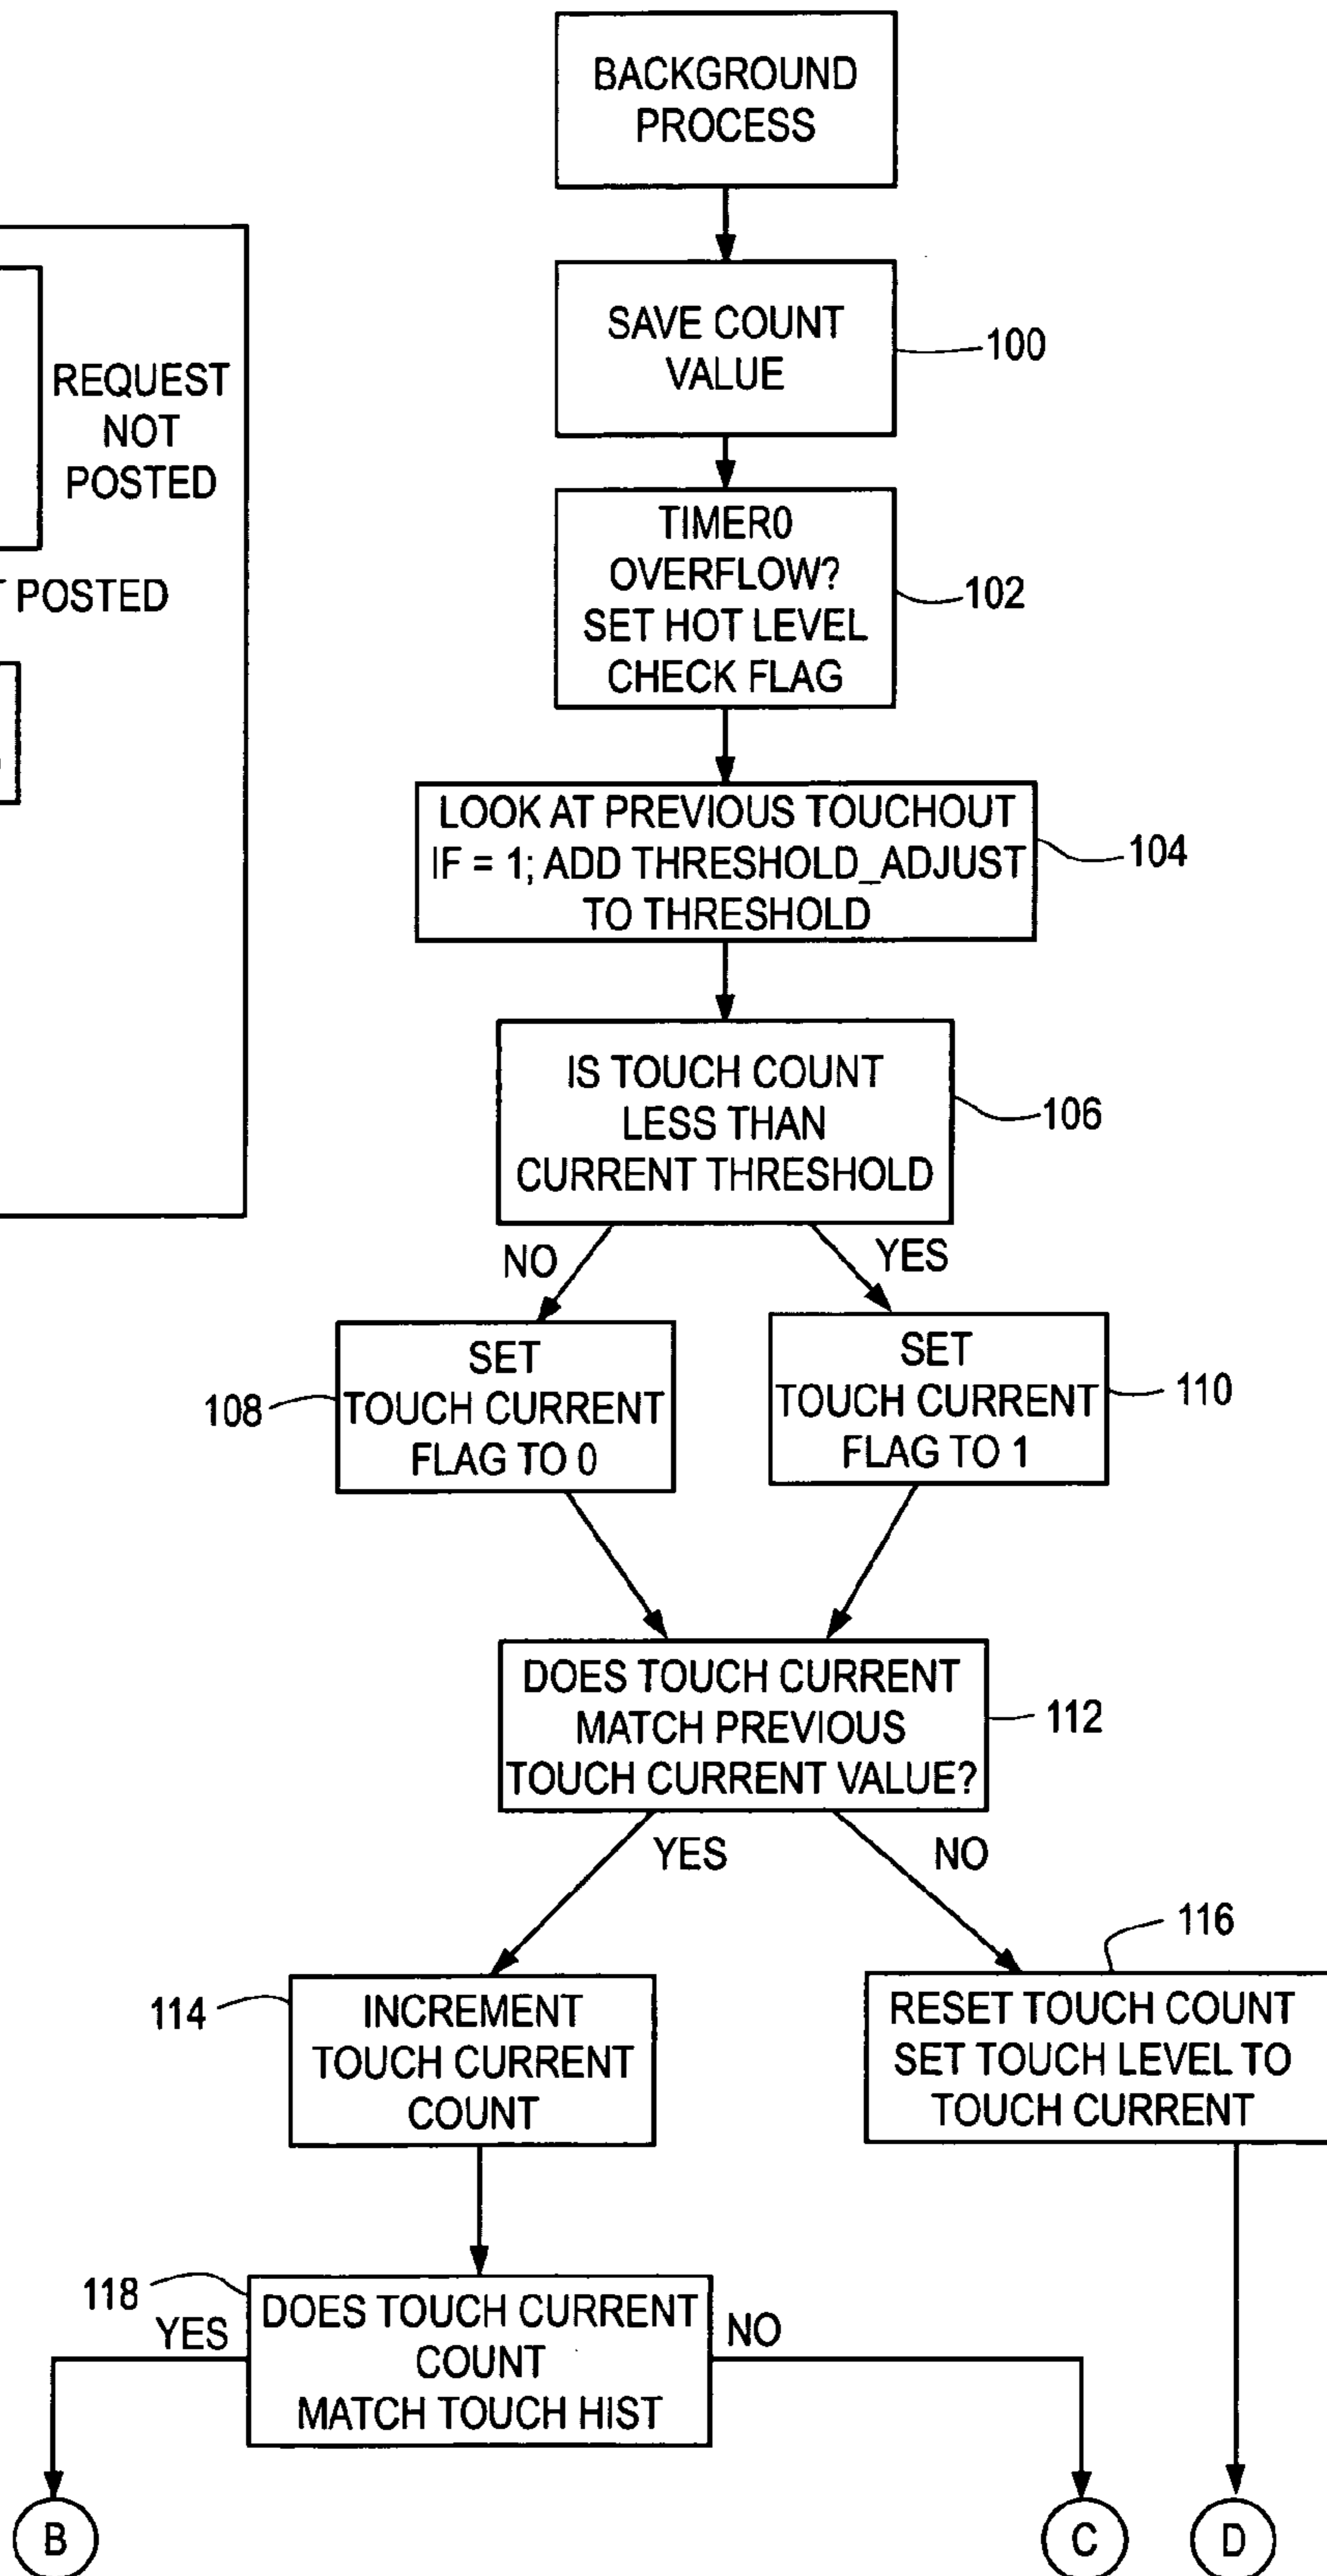 BACKGROUND
PROCESS
SAVE COUNT
VALUE
100
REQUEST
NOT
POSTED
POSTED
TIMER0
OVERFLOW?
SET HOT LEVEL
CHECK FLAG
102
LOOK AT PREVIOUS TOUCHOUT
IF = 1; ADD THRESHOLD_ADJUST
TO THRESHOLD
104
IS TOUCH COUNT
LESS THAN
CURRENT THRESHOLD
106
NO
YES
108
SET
TOUCH CURRENT
FLAG TO 0
SET
TOUCH CURRENT
FLAG TO 1
110
DOES TOUCH CURRENT
MATCH PREVIOUS
TOUCH CURRENT VALUE?
112
YES
NO
114
INCREMENT
TOUCH CURRENT
COUNT
116
RESET TOUCH COUNT
SET TOUCH LEVEL TO
TOUCH CURRENT
118
YES
DOES TOUCH CURRENT
COUNT
MATCH TOUCH HIST
NO
B
C
D